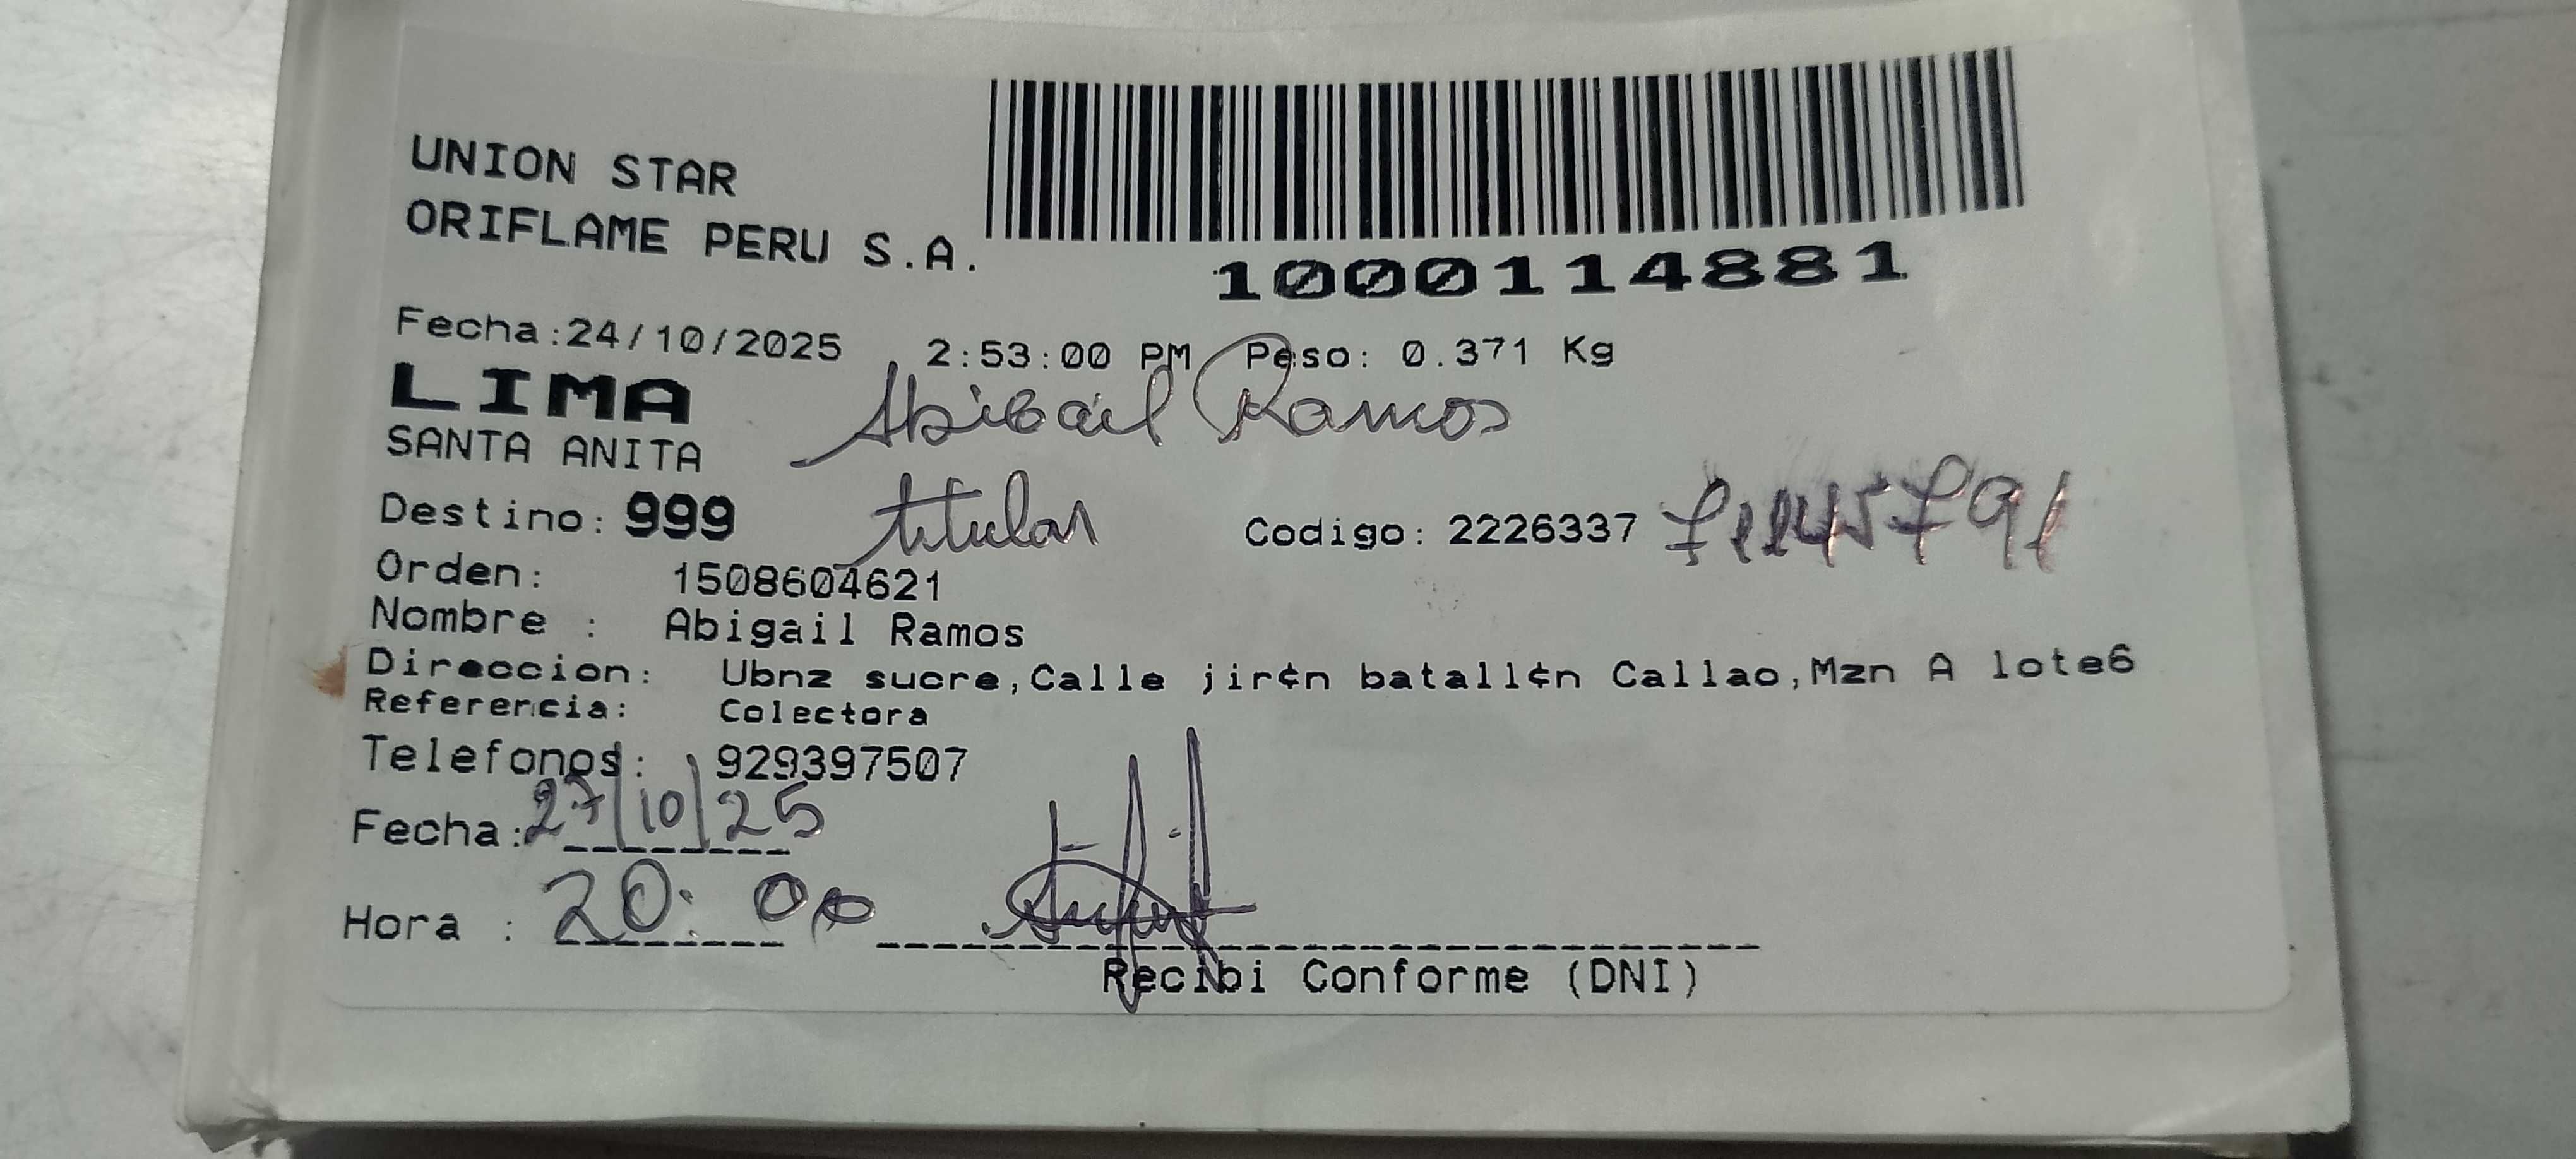 UNION STAR
ORIFLAME PERU S.A.
1000114881
Fecha:24/10/2025 2:53:00 PM Peso: 0.371 Kg
LIMA
Abigail Ramos
SANTA ANITA
Destino: 999 titular Codigo: 2226337 71145791
Orden: 1508604621
Nombre : Abigail Ramos
Direccion: Ubnz sucre,Calle jir¢n batall¢n Callao,Mzn A lote6
Referencia: Colectora
Telefonos: 929397507
Fecha: 27/10/25
Hora : 20:00
Recibi Conforme (DNI)